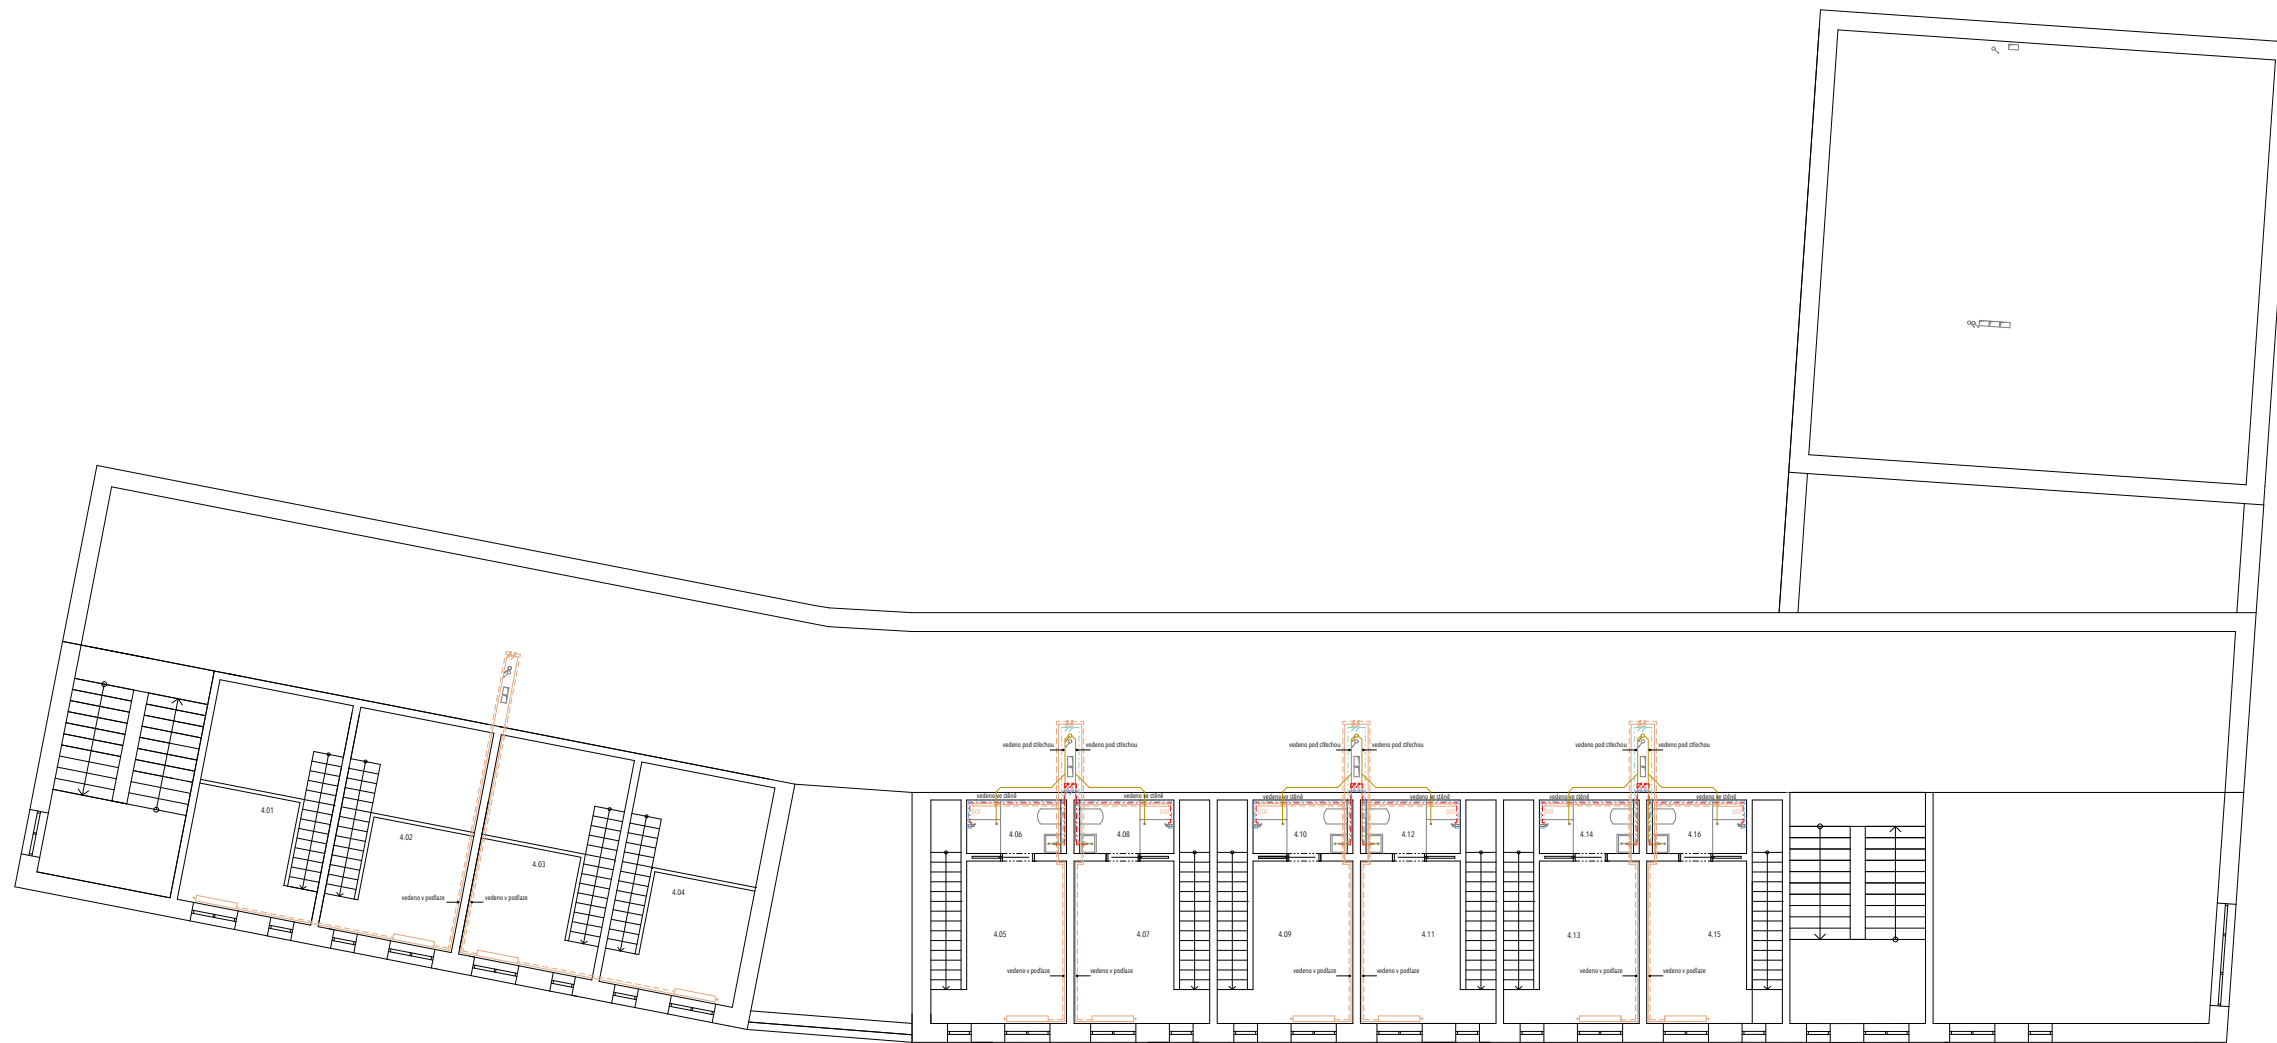 vedeno pod střechou
vedeno pod střechou
vedeno pod střechou
vedeno pod střechou
vedeno pod střechou
vedeno pod střechou
vedeno ve stěně
vedeno ve stěně
vedeno ve stěně
vedeno ve stěně
vedeno ve stěně
vedeno ve stěně
4.01
4.02
4.03
4.04
4.06
4.08
4.10
4.12
4.14
4.16
vedeno v podlaze
vedeno v podlaze
4.05
4.07
4.09
4.11
4.13
4.15
vedeno v podlaze
vedeno v podlaze
vedeno v podlaze
vedeno v podlaze
vedeno v podlaze
vedeno v podlaze